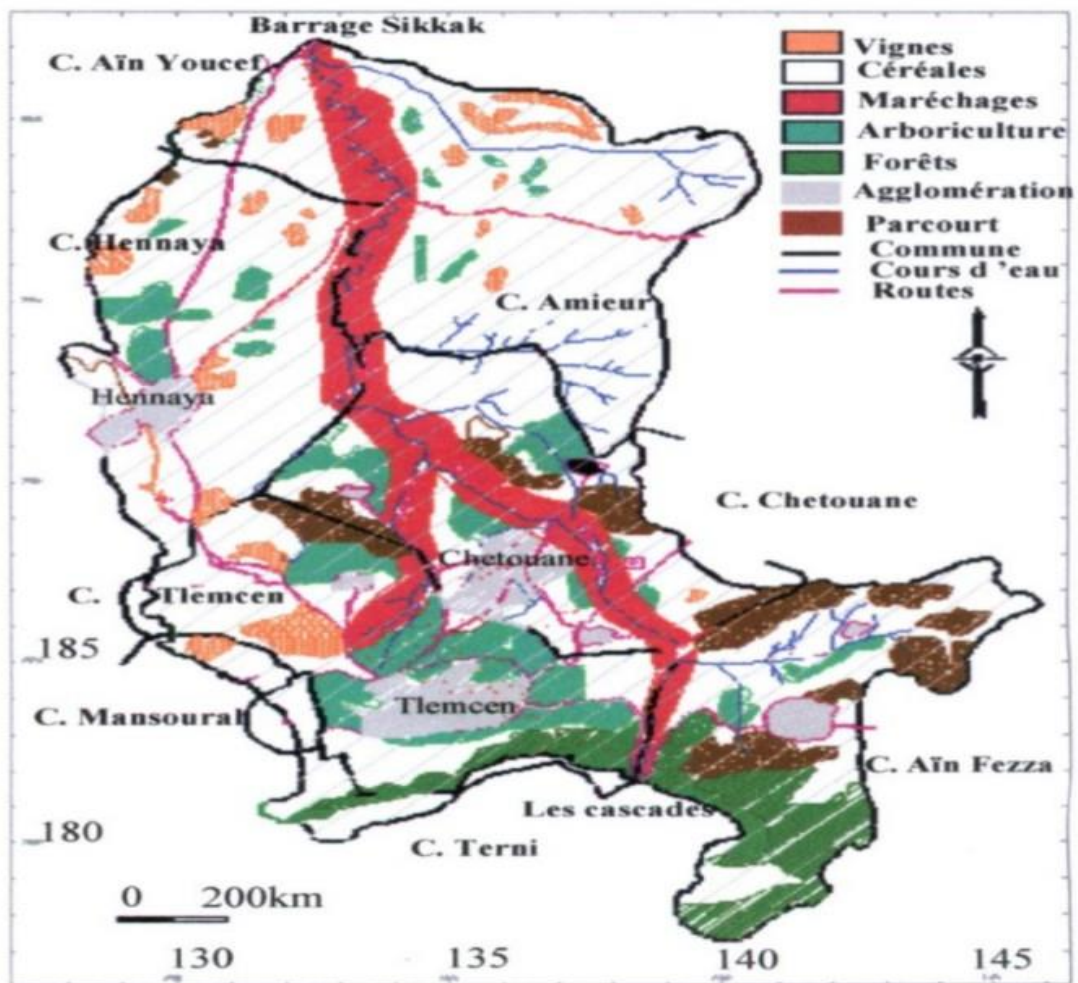 Barrage Sikkak
C. Aïn Youcef
Vignes
Céréales
Maréchages
Arboriculture
Forêts
Agglomération
Parcourt
Commune
Cours d ’eau
Routes
C. Hennaya
C. Amieur
Hennaya
C. Chetouane
Chetouane
C. Tlemcen
185
C. Mansoural
Tlemcen
C. Aïn Fezza
Les cascades
180
C. Terni
0 200km
130 135 140 145